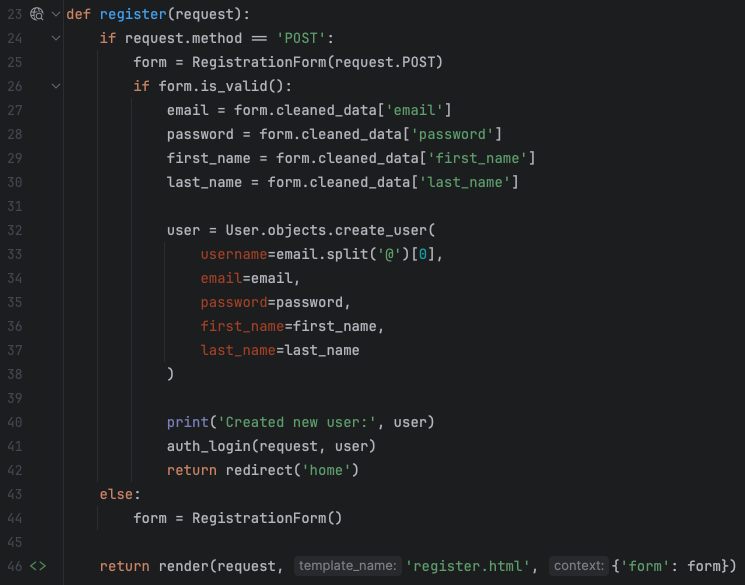 23 def register(request):
24     if request.method == 'POST':
25         form = RegistrationForm(request.POST)
26         if form.is_valid():
27             email = form.cleaned_data['email']
28             password = form.cleaned_data['password']
29             first_name = form.cleaned_data['first_name']
30             last_name = form.cleaned_data['last_name']
31
32             user = User.objects.create_user(
33                 username=email.split('@')[0],
34                 email=email,
35                 password=password,
36                 first_name=first_name,
37                 last_name=last_name
38             )
39
40             print('Created new user:', user)
41             auth_login(request, user)
42             return redirect('home')
43     else:
44         form = RegistrationForm()
45
46 <> return render(request, template_name: 'register.html', context: {'form': form})